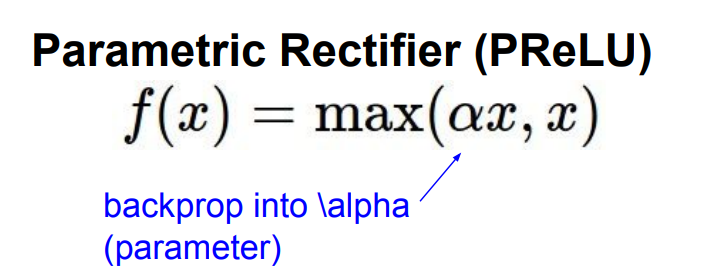 Parametric Rectifier (PReLU)
f(x) = max(αx, x)
backprop into \alpha
(parameter)